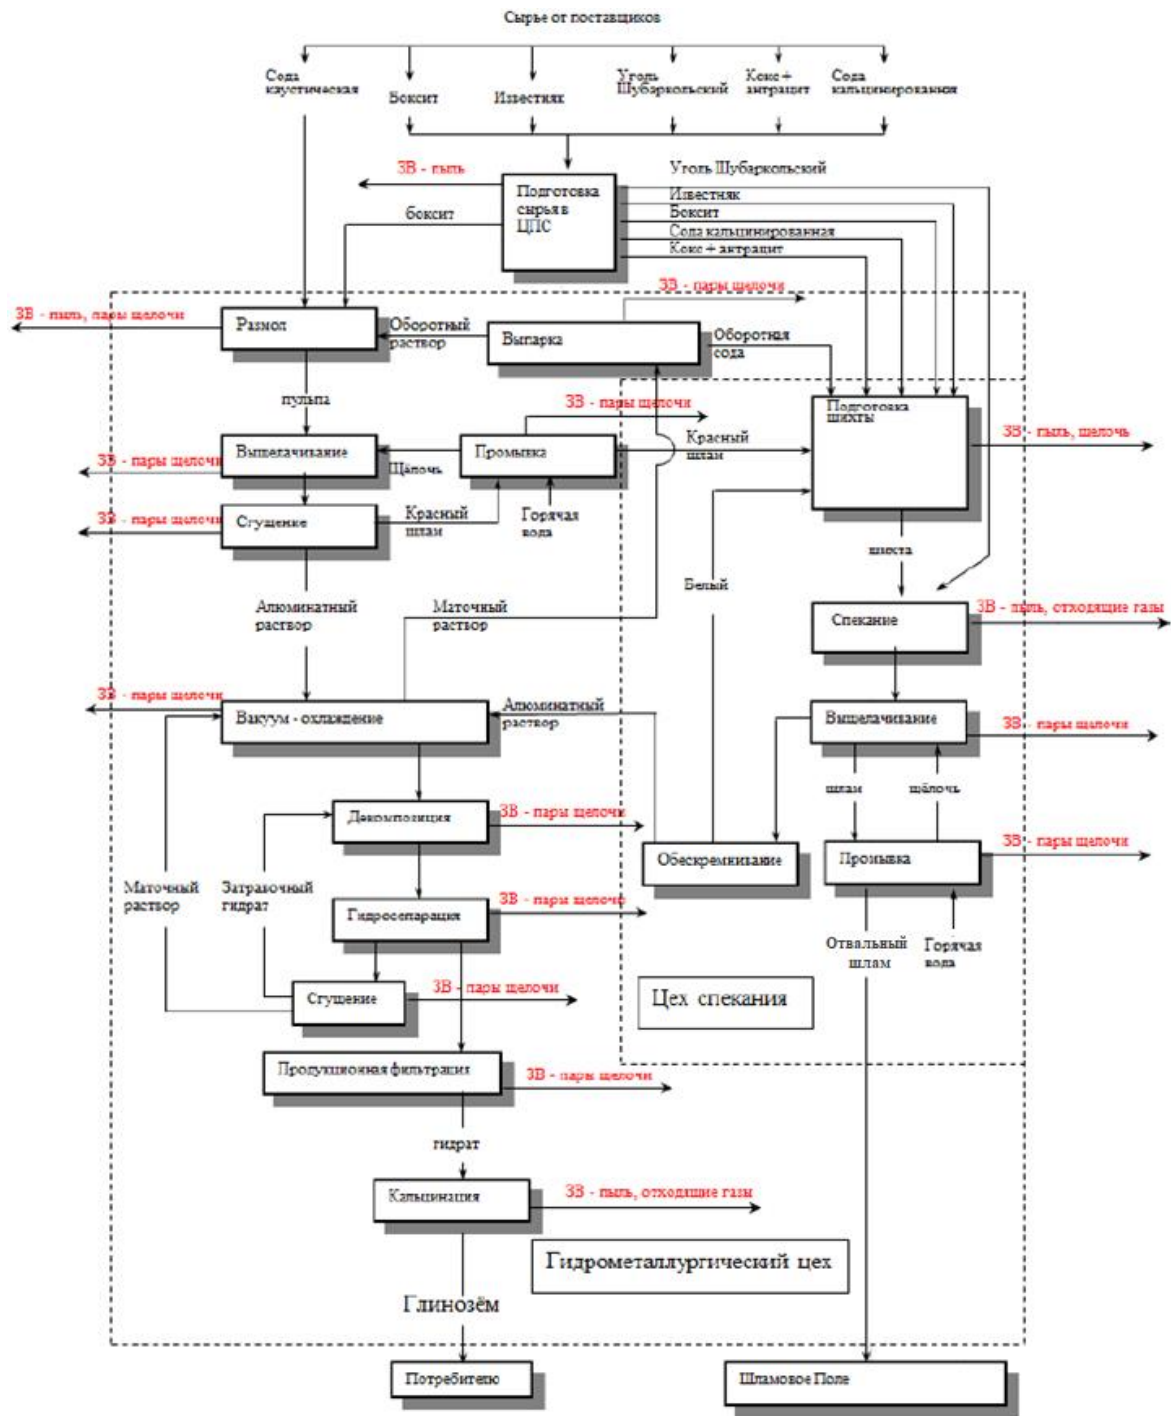 Сырье от поставщиков
Сода
каустическая
Боксит
Известняк
Уголь
Шубаркольский
Кокс +
антрацит
Сода
кальцинированная
ЗВ - пыль
Подготовка
сырья в
ЦПС
Уголь Шубаркольский
Известняк
Боксит
Сода кальцинированная
Кокс + антрацит
боксит
ЗВ - пары щелочи
ЗВ - пыль, пары щелочи
Размол
Оборотный
раствор
Выпарка
Оборотная
сода
пульпа
ЗВ - пары щелочи
Подготовка
шихты
ЗВ - пыль, щелочь
ЗВ - пары щелочи
Выщелачивание
Щёлочь
Промывка
Красный
шлам
ЗВ - пары щелочи
Сгущение
Красный
шлам
Горячая
вода
шихта
Белый
Алюминатный
раствор
Маточный
раствор
Спекание
ЗВ - пыль, отходящие газы
ЗВ - пары щелочи
Вакуум - охлаждение
Алюминатный
раствор
Выщелачивание
ЗВ - пары щелочи
шлам
щёлочь
Декомпозиция
ЗВ - пары щелочи
Обескремнивание
Промывка
ЗВ - пары щелочи
Маточный
раствор
Затравочный
гидрат
Гидросепарация
ЗВ - пары щелочи
Отвальный
шлам
Горячая
вода
Сгущение
ЗВ - пары щелочи
Цех спекания
Продукционная фильтрация
ЗВ - пары щелочи
гидрат
Кальцинация
ЗВ - пыль, отходящие газы
Гидрометаллургический цех
Глинозём
Потребителю
Шламовое Поле